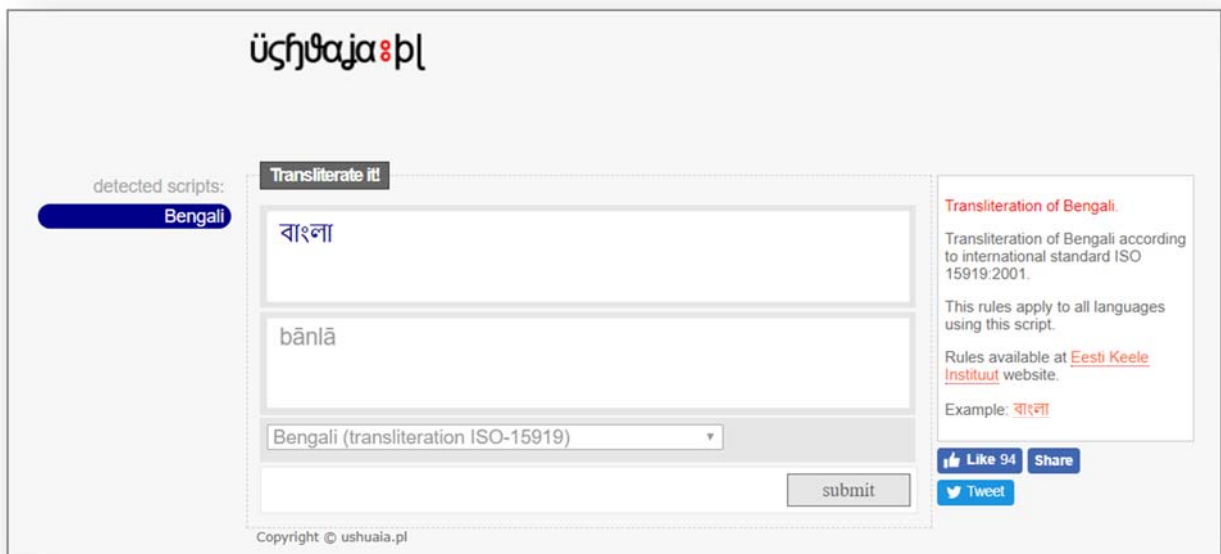 üçɧϑaȷa:þɭ
detected scripts:
Bengali
Transliterate it!
বাংলা
bānlā
Bengali (transliteration ISO-15919)
submit
Copyright © ushuaia.pl
Transliteration of Bengali.
Transliteration of Bengali according
to international standard ISO
15919:2001.
This rules apply to all languages
using this script.
Rules available at Eesti Keele
Instituut website.
Example: বাংলা
Like 94 Share
Tweet